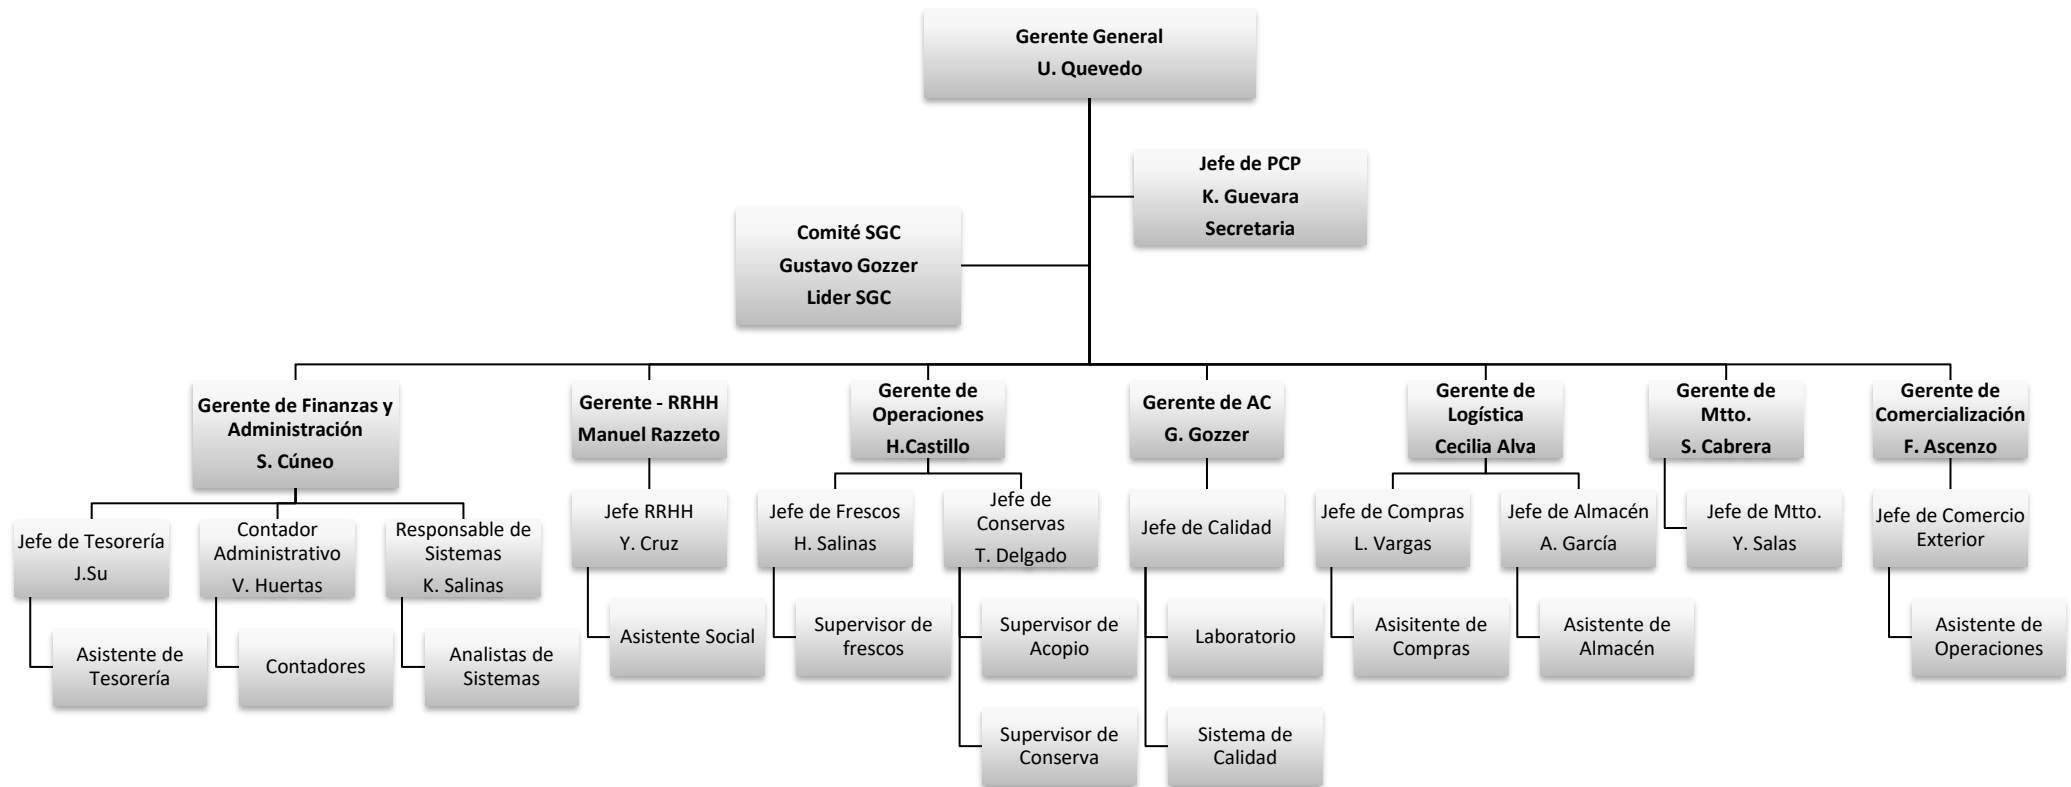 Gerente General
U. Quevedo
Jefe de PCP
K. Guevara
Secretaria
Comité SGC
Gustavo Gozzer
Lider SGC
Gerente de Finanzas y
Administración
S. Cúneo
Gerente - RRHH
Manuel Razzeto
Gerente de
Operaciones
H.Castillo
Gerente de AC
G. Gozzer
Gerente de
Logística
Cecilia Alva
Gerente de
Mtto.
S. Cabrera
Gerente de
Comercialización
F. Ascenzo
Jefe de Tesorería
J.Su
Contador
Administrativo
V. Huertas
Responsable de
Sistemas
K. Salinas
Jefe RRHH
Y. Cruz
Jefe de Frescos
H. Salinas
Jefe de
Conservas
T. Delgado
Jefe de Calidad
Jefe de Compras
L. Vargas
Jefe de Almacén
A. García
Jefe de Mtto.
Y. Salas
Jefe de Comercio
Exterior
Asistente de
Tesorería
Contadores
Analistas de
Sistemas
Asistente Social
Supervisor de
frescos
Supervisor de
Acopio
Laboratorio
Asisitente de
Compras
Asistente de
Almacén
Asistente de
Operaciones
Supervisor de
Conserva
Sistema de
Calidad